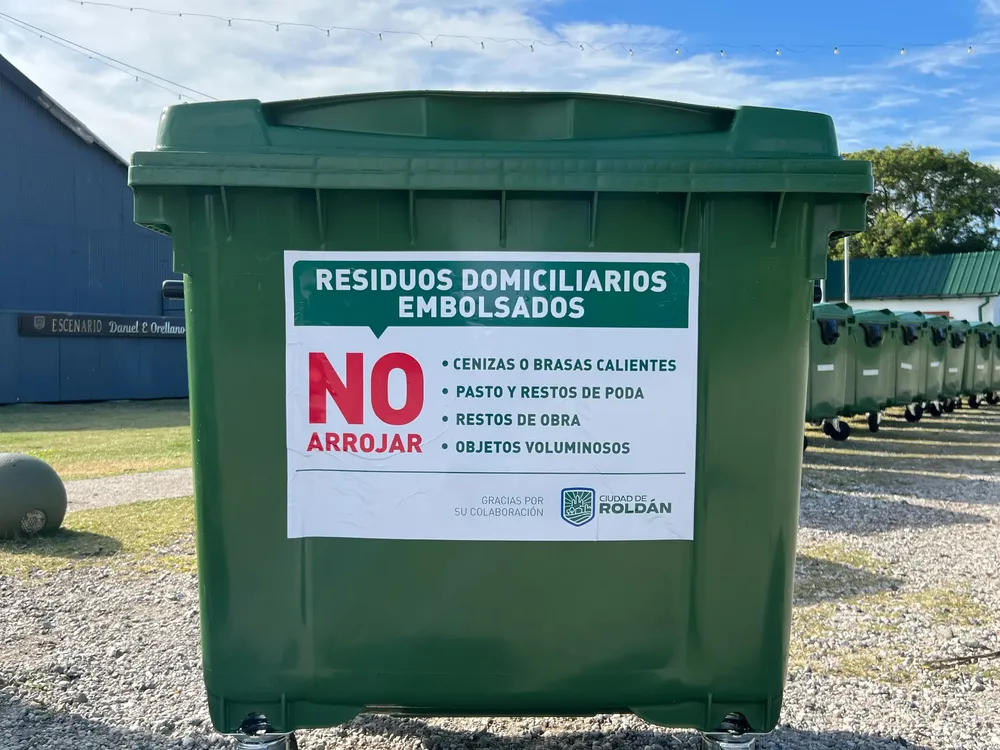 RESIDUOS DOMICILIARIOS
EMBOLSADOS
NO
ARROJAR
• CENIZAS O BRASAS CALIENTES
• PASTO Y RESTOS DE PODA
• RESTOS DE OBRA
• OBJETOS VOLUMINOSOS
GRACIAS POR
SU COLABORACIÓN
CIUDAD DE
ROLDÁN
ESCENARIO Daniel E Orellano